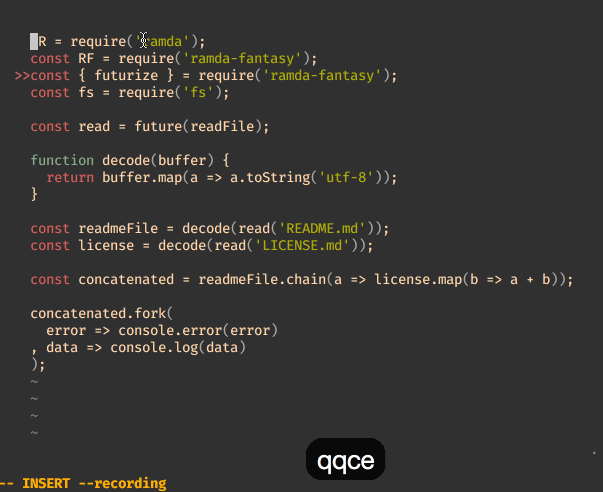 R = require('ramda');
const RF = require('ramda-fantasy');
>>const { futurize } = require('ramda-fantasy');
const fs = require('fs');
const read = future(readFile);
function decode(buffer) {
  return buffer.map(a => a.toString('utf-8'));
}
const readmeFile = decode(read('README.md'));
const license = decode(read('LICENSE.md'));
const concatenated = readmeFile.chain(a => license.map(b => a + b));
concatenated.fork(
  error => console.error(error)
, data => console.log(data)
);
~
~
~
~
qqce
-- INSERT --recording